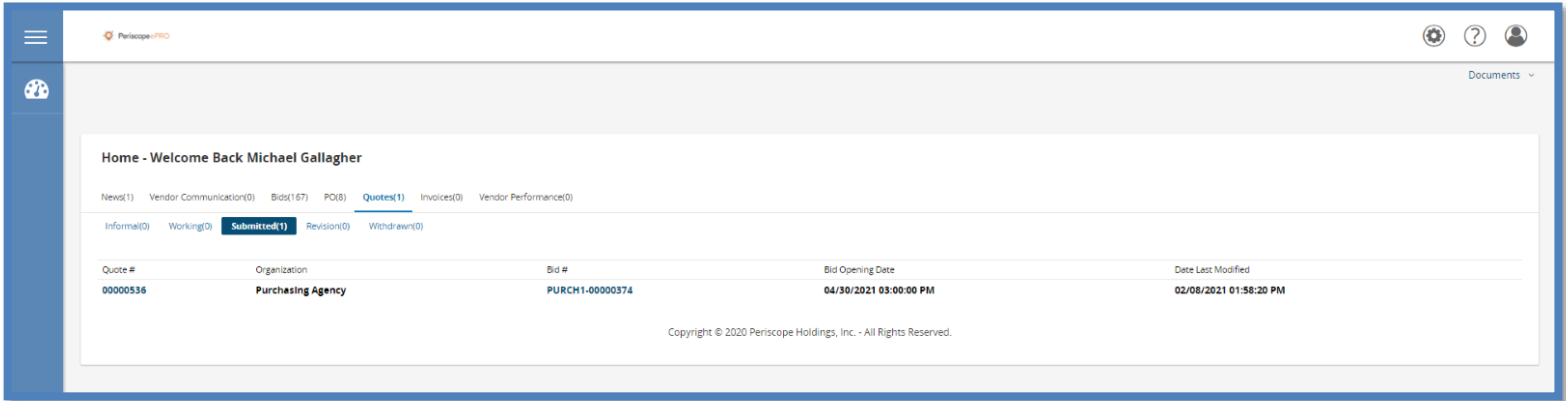 Periscope ePRO
Documents
Home - Welcome Back Michael Gallagher
News(1) Vendor Communication(0) Bids(167) PO(8) Quotes(1) Invoices(0) Vendor Performance(0)
Informal(0) Working(0) Submitted(1) Revision(0) Withdrawn(0)
Quote # Organization Bid # Bid Opening Date Date Last Modified
00000536 Purchasing Agency PURCH1-00000374 04/30/2021 03:00:00 PM 02/08/2021 01:58:20 PM
Copyright © 2020 Periscope Holdings, Inc. - All Rights Reserved.